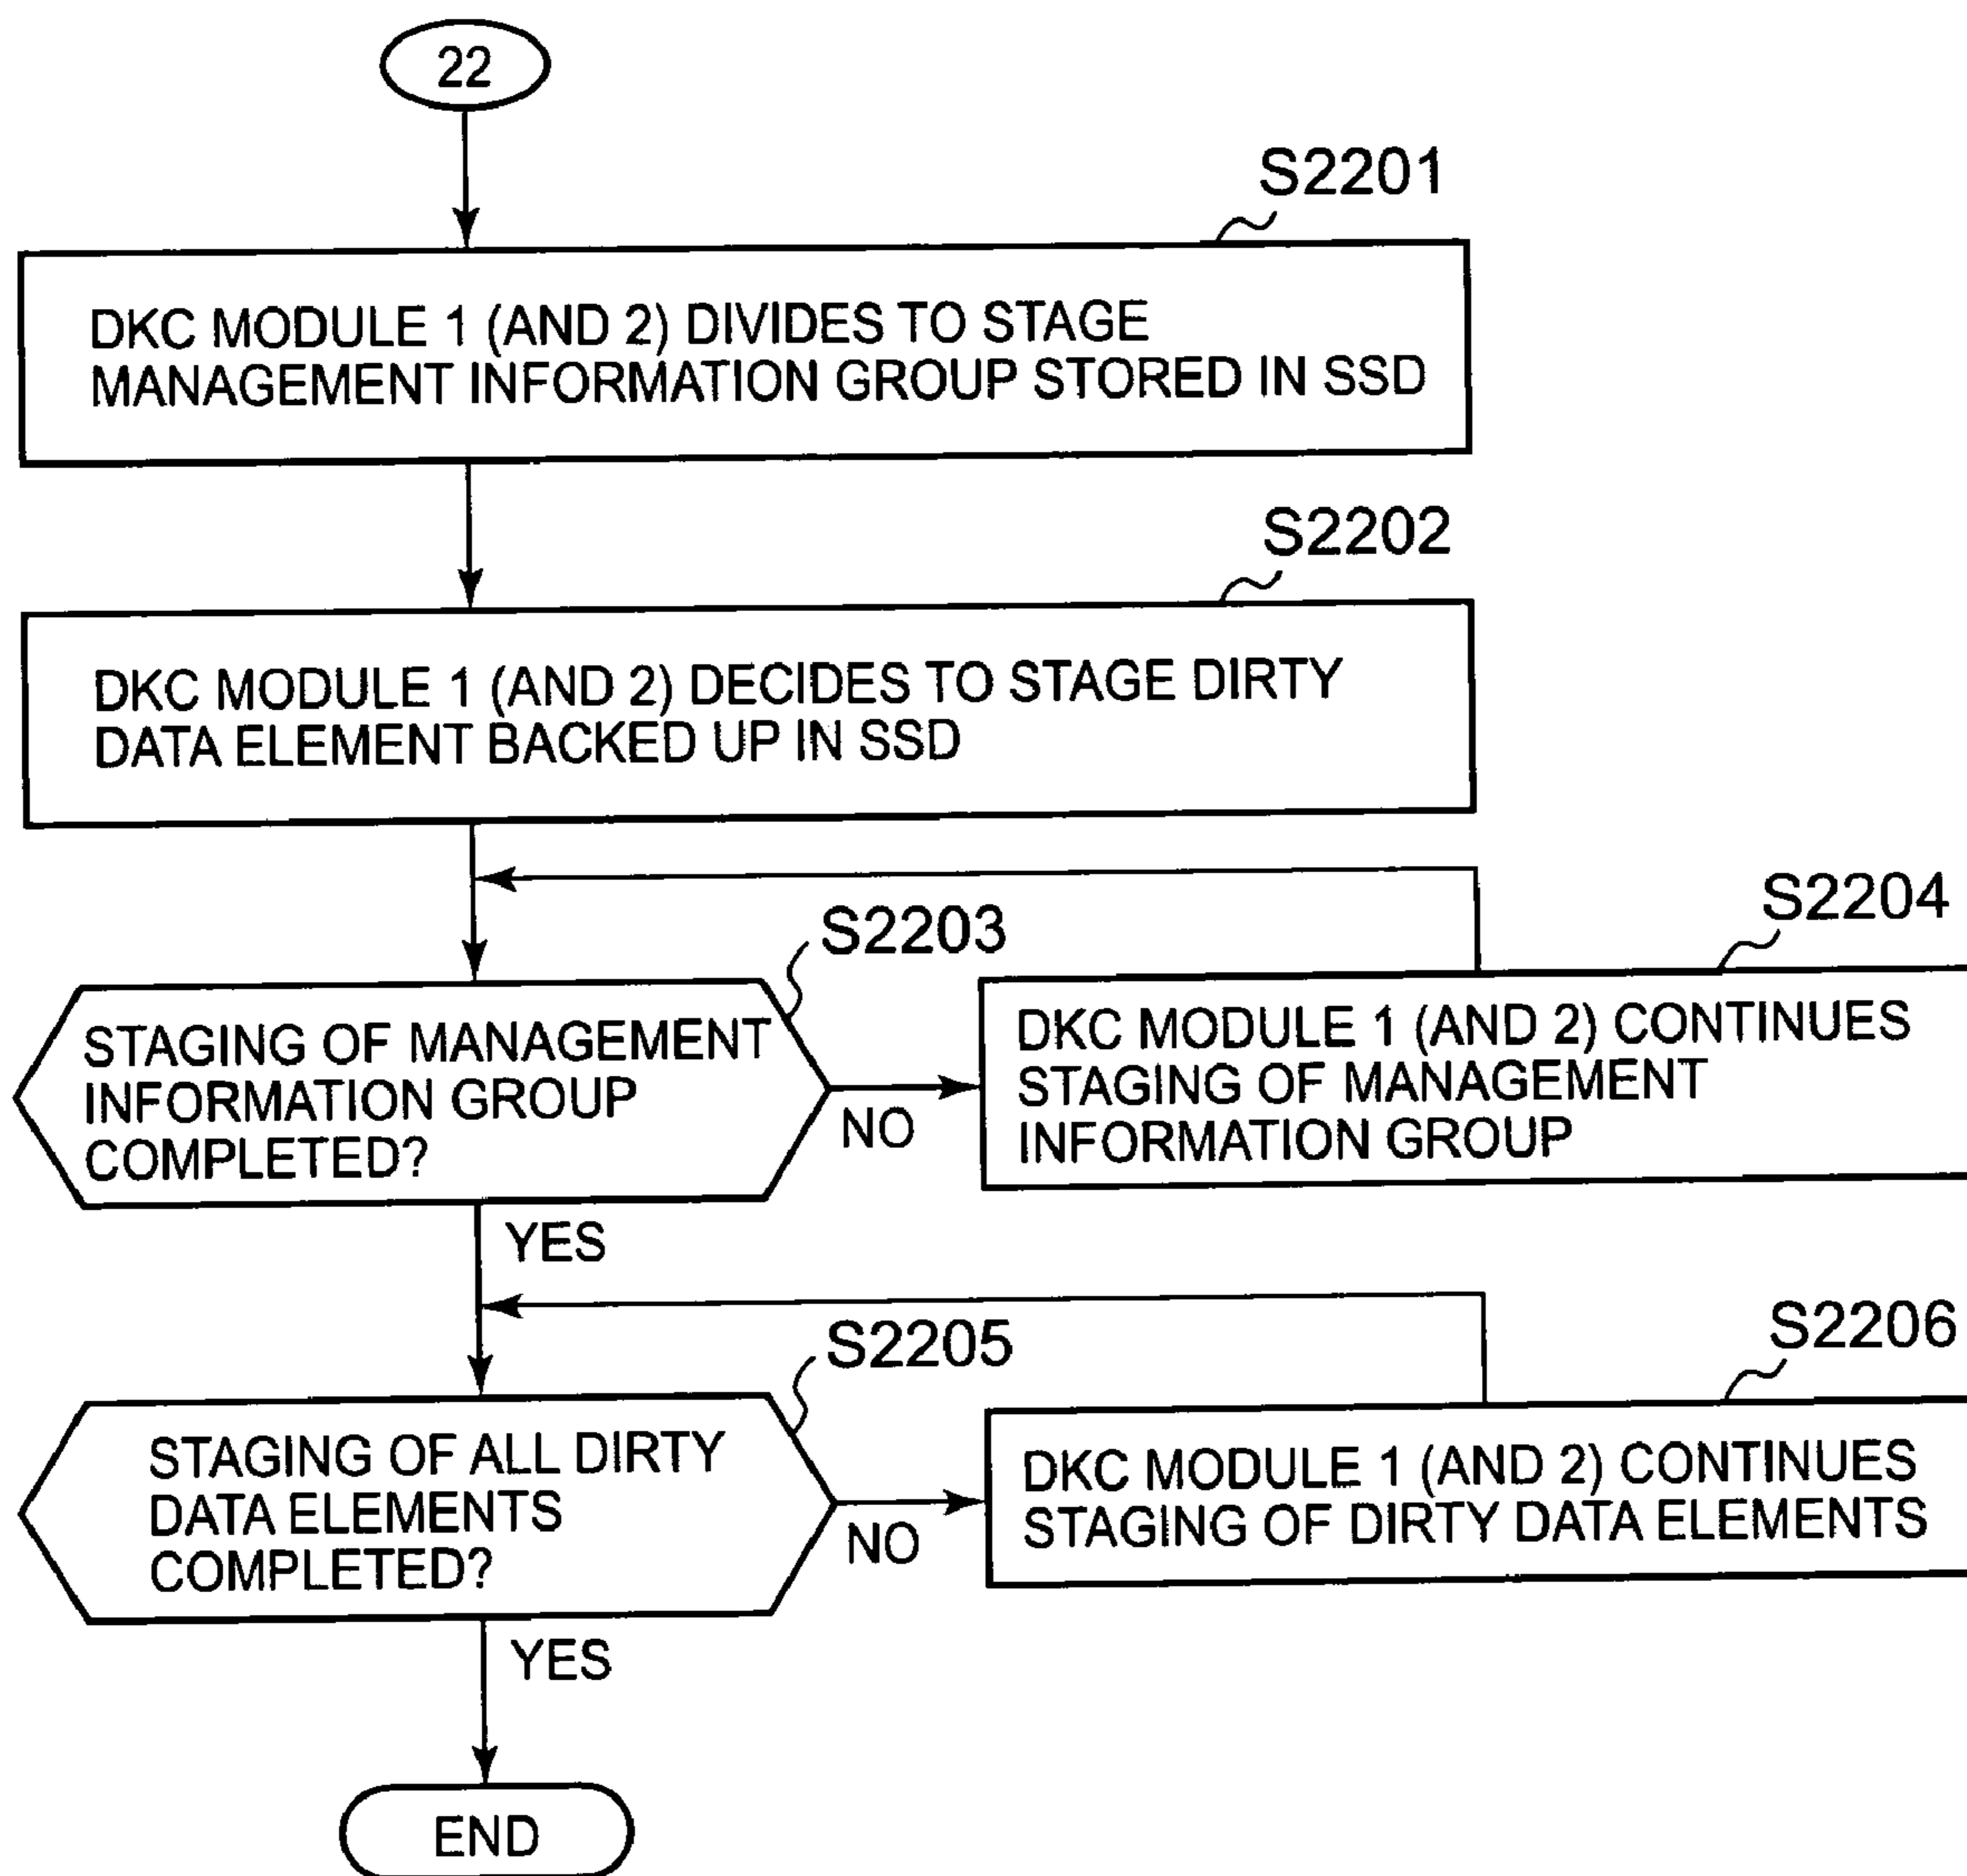 22
S2201
DKC MODULE 1 (AND 2) DIVIDES TO STAGE
MANAGEMENT INFORMATION GROUP STORED IN SSD
S2202
DKC MODULE 1 (AND 2) DECIDES TO STAGE DIRTY
DATA ELEMENT BACKED UP IN SSD
S2203
STAGING OF MANAGEMENT
INFORMATION GROUP
COMPLETED?
NO
S2204
DKC MODULE 1 (AND 2) CONTINUES
STAGING OF MANAGEMENT
INFORMATION GROUP
YES
S2205
STAGING OF ALL DIRTY
DATA ELEMENTS
COMPLETED?
NO
S2206
DKC MODULE 1 (AND 2) CONTINUES
STAGING OF DIRTY DATA ELEMENTS
YES
END